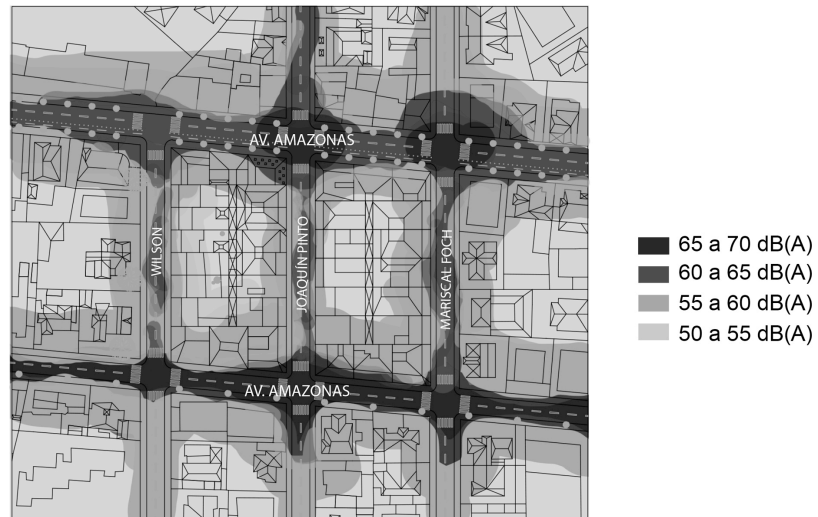 AV. AMAZONAS
WILSON
JOAQUÍN PINTO
MARISCAL FOCH
AV. AMAZONAS
65 a 70 dB(A)
60 a 65 dB(A)
55 a 60 dB(A)
50 a 55 dB(A)